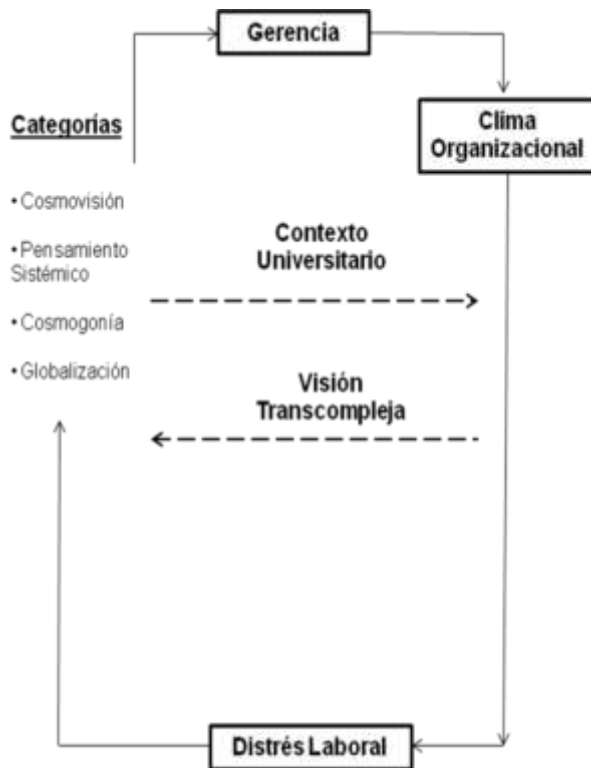 Gerencia
Clima
Organizacional
Categorías
• Cosmovisión
• Pensamiento
Sistémico
• Cosmogonía
• Globalización
Contexto
Universitario
Visión
Transcompleja
Distrés Laboral